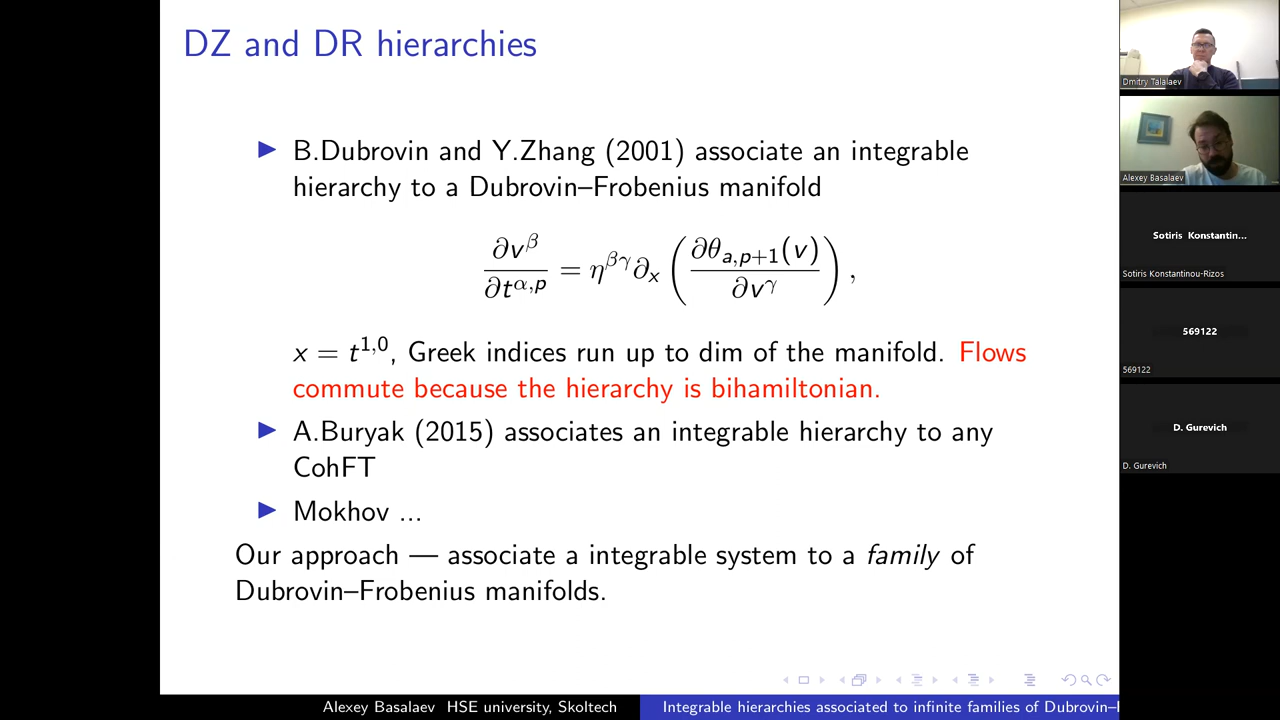 DZ and DR hierarchies
B.Dubrovin and Y.Zhang (2001) associate an integrable
hierarchy to a Dubrovin–Frobenius manifold
∂v^β/∂t^{α,p} = η^{βγ}∂_x (∂θ_{a,p+1}(v)/∂v^γ),
x = t^{1,0}, Greek indices run up to dim of the manifold. Flows
commute because the hierarchy is bihamiltonian.
A.Buryak (2015) associates an integrable hierarchy to any
CohFT
Mokhov ...
Our approach — associate a integrable system to a family of
Dubrovin–Frobenius manifolds.
Alexey Basalaev HSE university, Skoltech
Integrable hierarchies associated to infinite families of Dubrovin–
Dmitry Talalaev
Alexey Basalaev
Sotiris Konstantin...
Sotiris Konstantinou-Rizos
569122
569122
D. Gurevich
D. Gurevich